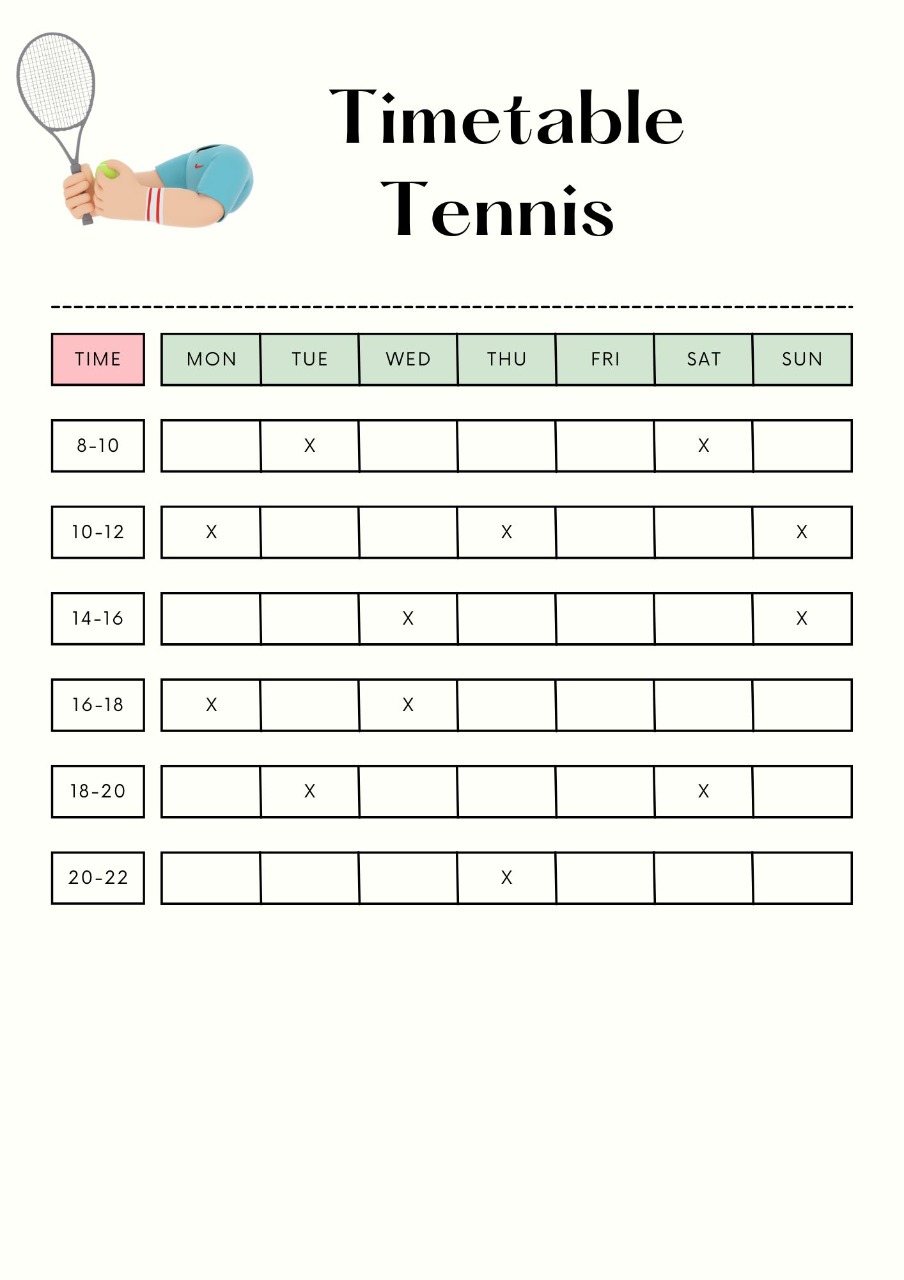 Timetable
Tennis
TIME MON TUE WED THU FRI SAT SUN
8-10 X X
10-12 X X X
14-16 X X
16-18 X X
18-20 X X
20-22 X